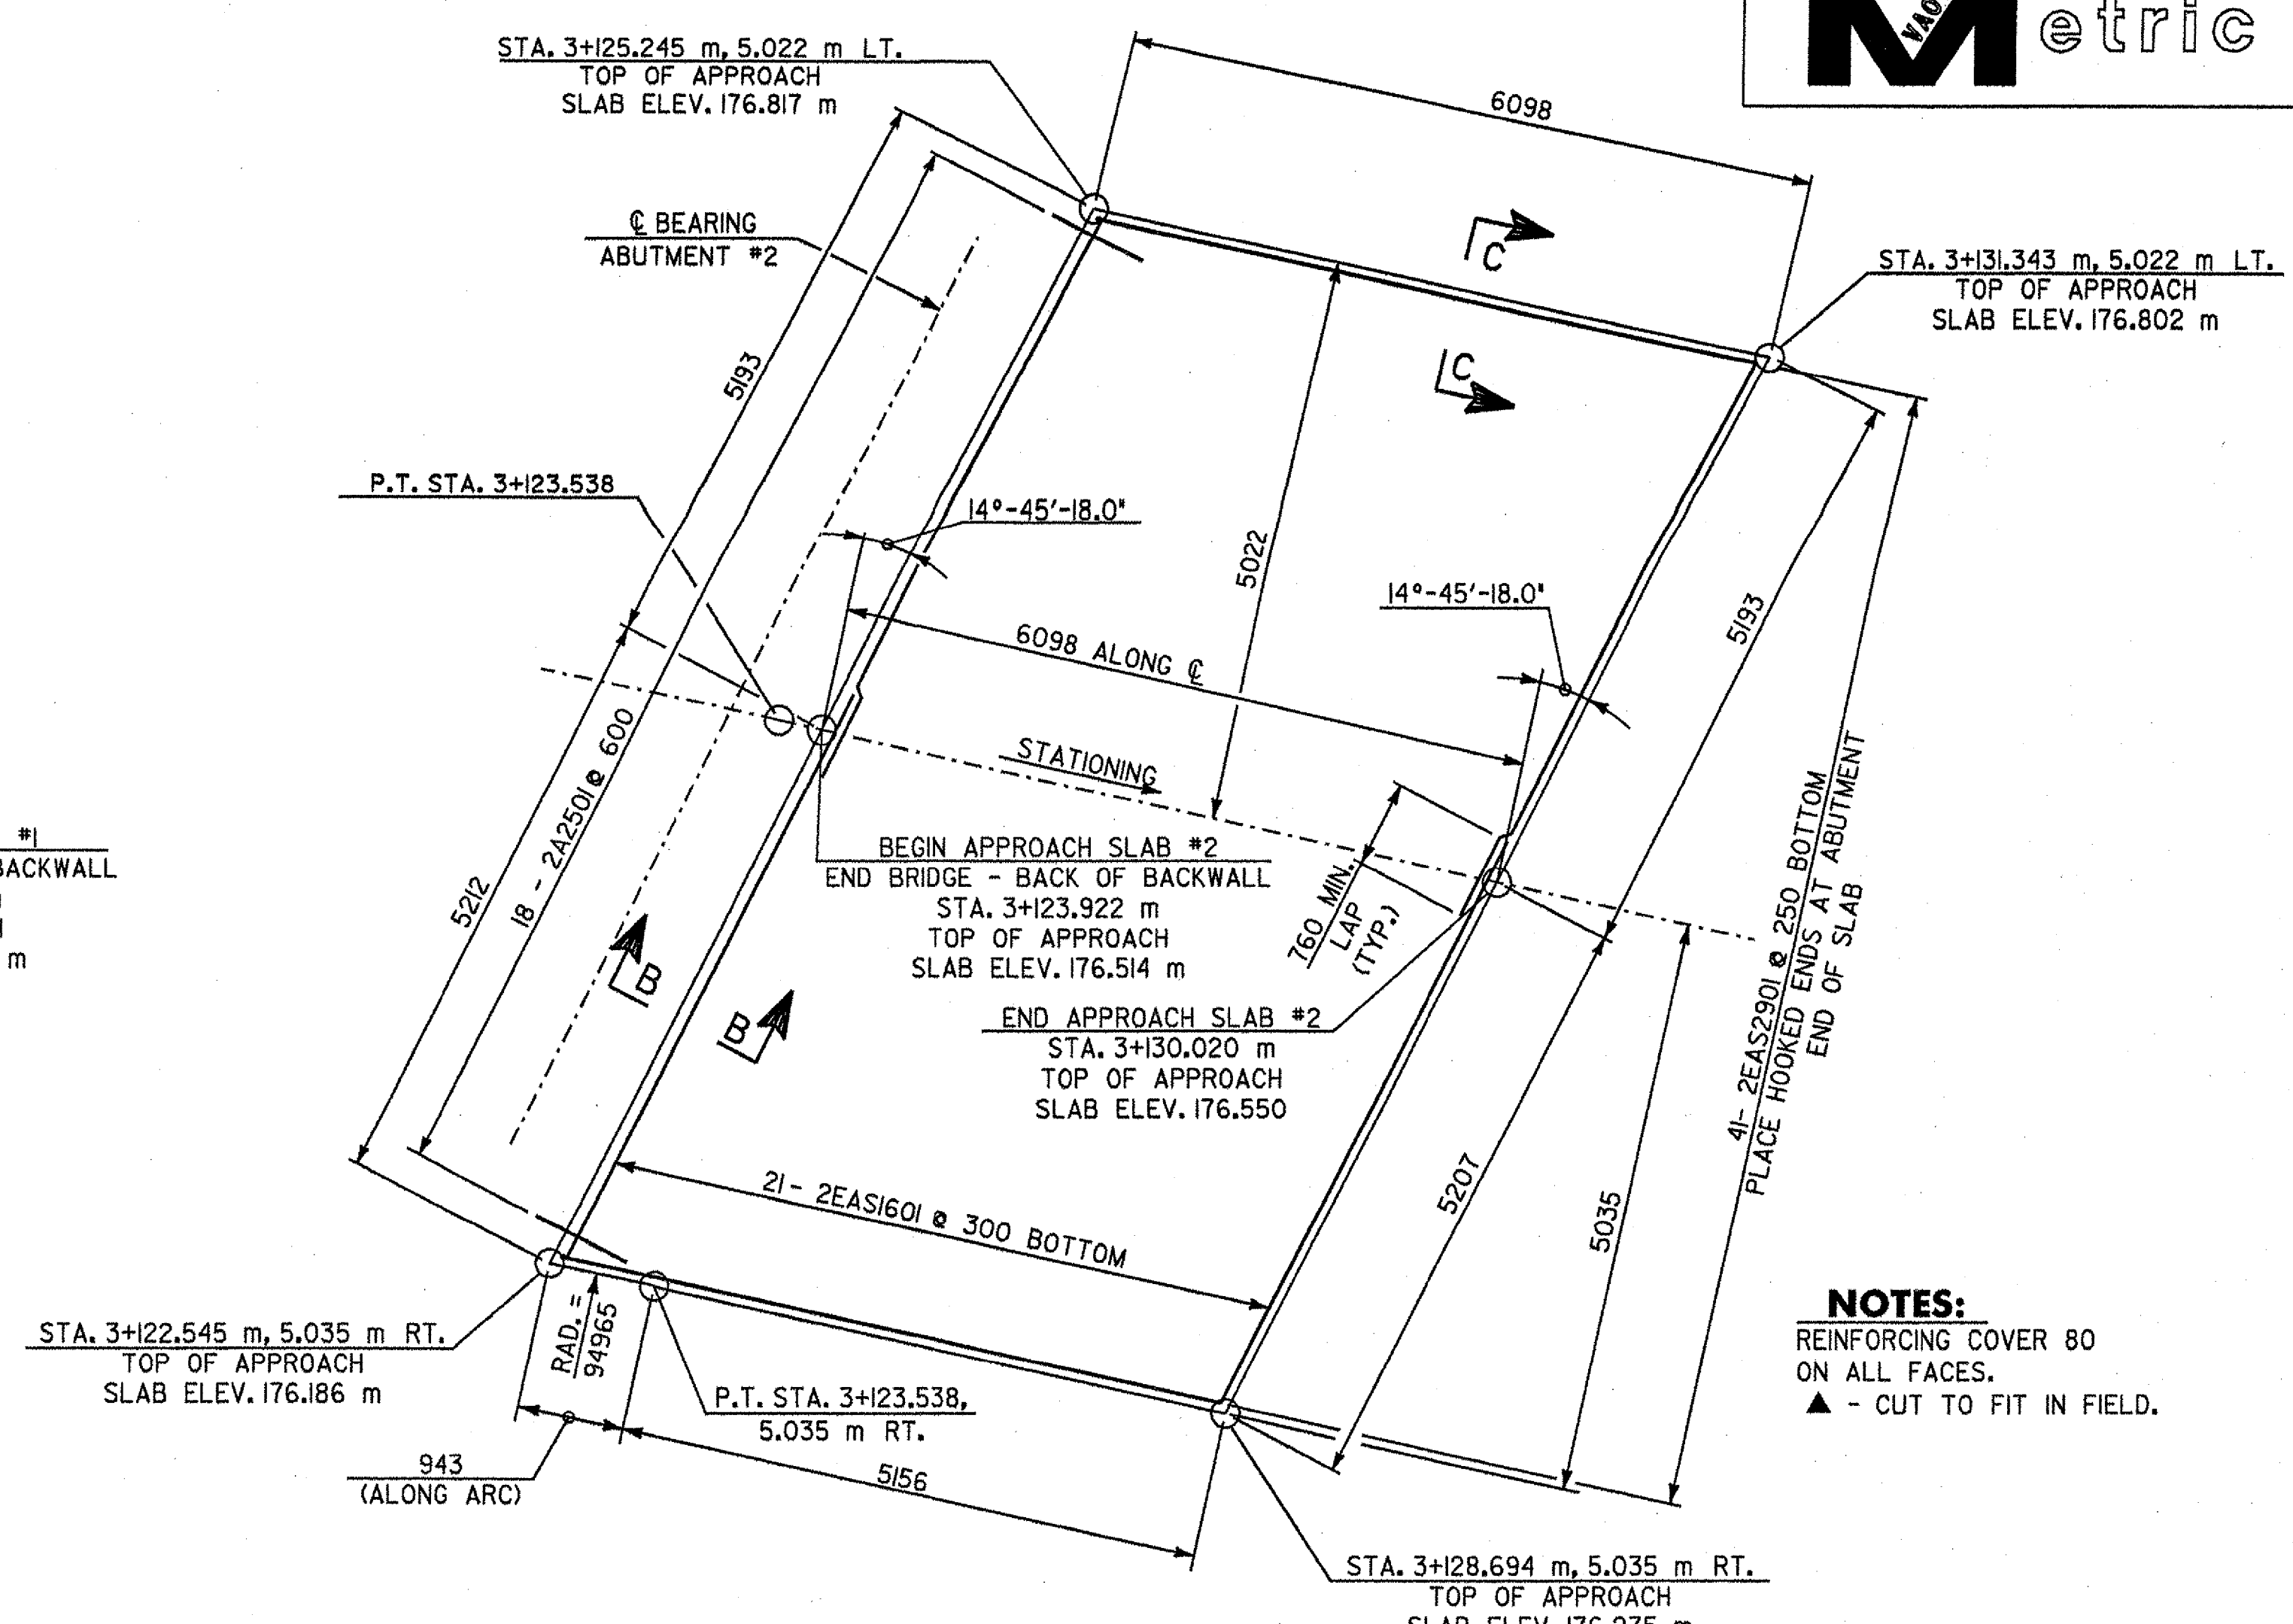 VAO
Metric
STA. 3+125.245 m, 5.022 m LT.
TOP OF APPROACH
SLAB ELEV. 176.817 m
6098
℄ BEARING
ABUTMENT #2
C
STA. 3+131.343 m, 5.022 m LT.
TOP OF APPROACH
SLAB ELEV. 176.802 m
C
5193
P.T. STA. 3+123.538
14°-45'-18.0"
5022
14°-45'-18.0"
5193
6098 ALONG ℄
18 - 2A2501 @ 600
STATIONING
#1
BACKWALL
m
5212
BEGIN APPROACH SLAB #2
END BRIDGE - BACK OF BACKWALL
STA. 3+123.922 m
TOP OF APPROACH
SLAB ELEV. 176.514 m
760 MIN.
LAP
(TYP.)
41- 2EAS2901 @ 250 BOTTOM
PLACE HOOKED ENDS AT ABUTMENT
END OF SLAB
B
B
END APPROACH SLAB #2
STA. 3+130.020 m
TOP OF APPROACH
SLAB ELEV. 176.550
5207
5035
21 - 2EAS1601 @ 300 BOTTOM
STA. 3+122.545 m, 5.035 m RT.
TOP OF APPROACH
SLAB ELEV. 176.186 m
RAD. =
94965
P.T. STA. 3+123.538,
5.035 m RT.
943
(ALONG ARC)
5156
NOTES:
REINFORCING COVER 80
ON ALL FACES.
▲ - CUT TO FIT IN FIELD.
STA. 3+128.694 m, 5.035 m RT.
TOP OF APPROACH
SLAB ELEV.